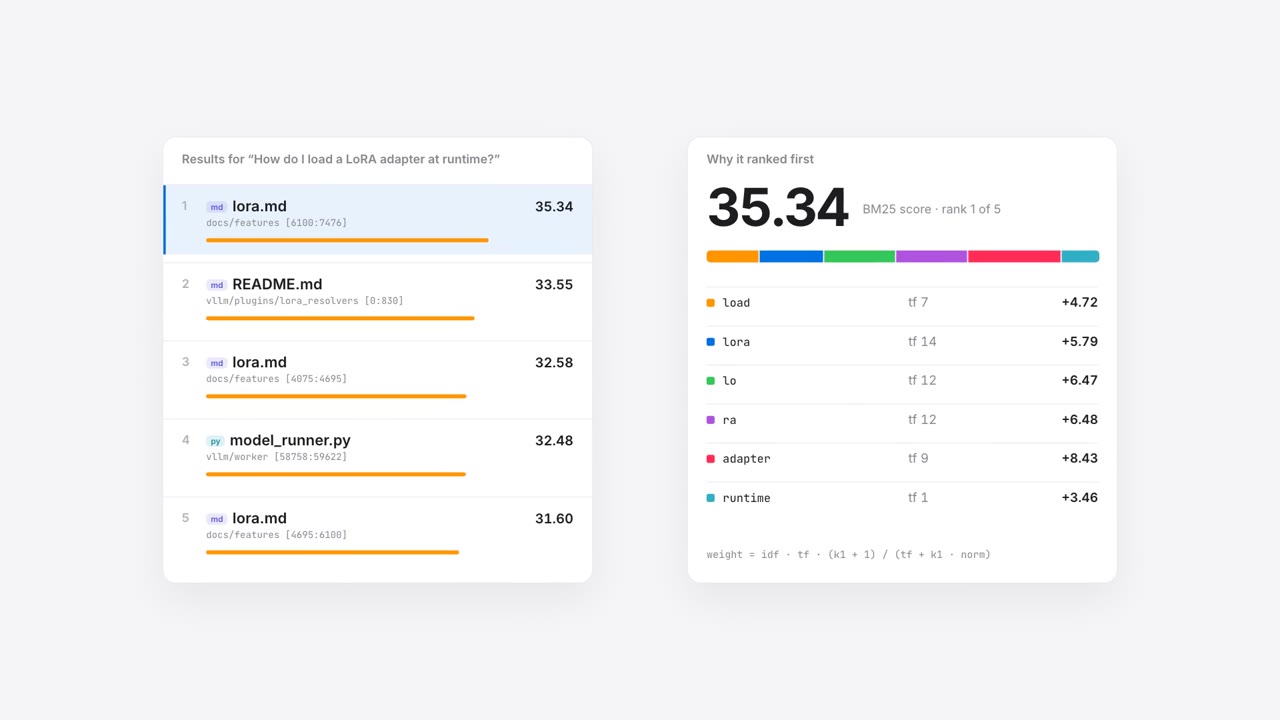 Results for “How do I load a LoRA adapter at runtime?”
1 md lora.md 35.34
docs/features [6100:7476]
2 md README.md 33.55
vllm/plugins/lora_resolvers [0:830]
3 md lora.md 32.58
docs/features [4075:4695]
4 py model_runner.py 32.48
vllm/worker [58758:59622]
5 md lora.md 31.60
docs/features [4695:6100]
Why it ranked first
35.34 BM25 score · rank 1 of 5
load tf 7 +4.72
lora tf 14 +5.79
lo tf 12 +6.47
ra tf 12 +6.48
adapter tf 9 +8.43
runtime tf 1 +3.46
weight = idf · tf · (k1 + 1) / (tf + k1 · norm)